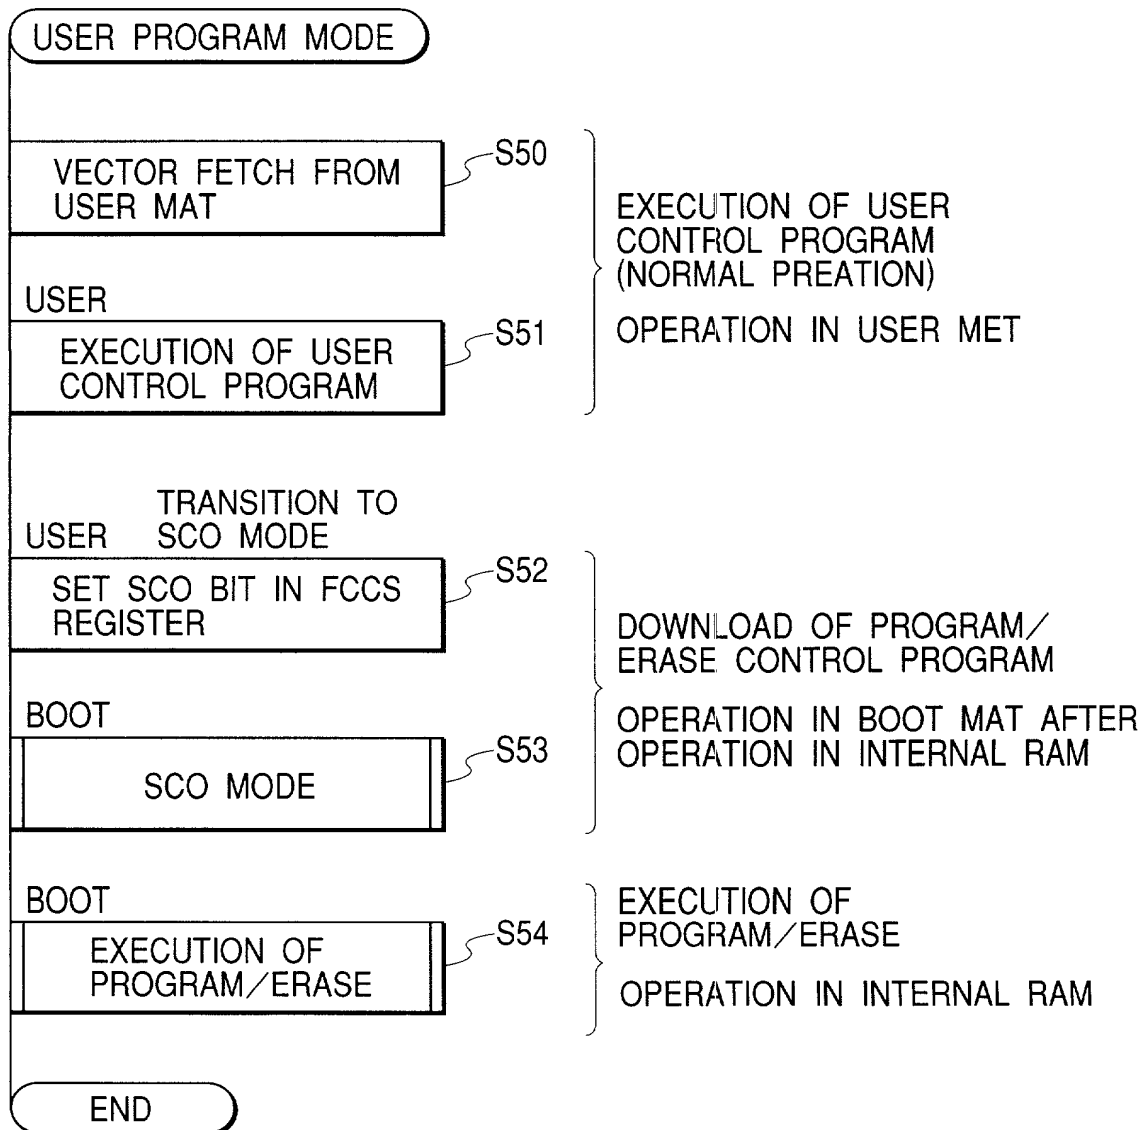 USER PROGRAM MODE
VECTOR FETCH FROM
USER MAT
S50
EXECUTION OF USER
CONTROL PROGRAM
(NORMAL PREATION)
OPERATION IN USER MET
USER
EXECUTION OF USER
CONTROL PROGRAM
S51
TRANSITION TO
USER SCO MODE
SET SCO BIT IN FCCS
REGISTER
S52
DOWNLOAD OF PROGRAM/
ERASE CONTROL PROGRAM
OPERATION IN BOOT MAT AFTER
OPERATION IN INTERNAL RAM
BOOT
SCO MODE
S53
BOOT
EXECUTION OF
PROGRAM/ERASE
S54
EXECUTION OF
PROGRAM/ERASE
OPERATION IN INTERNAL RAM
END